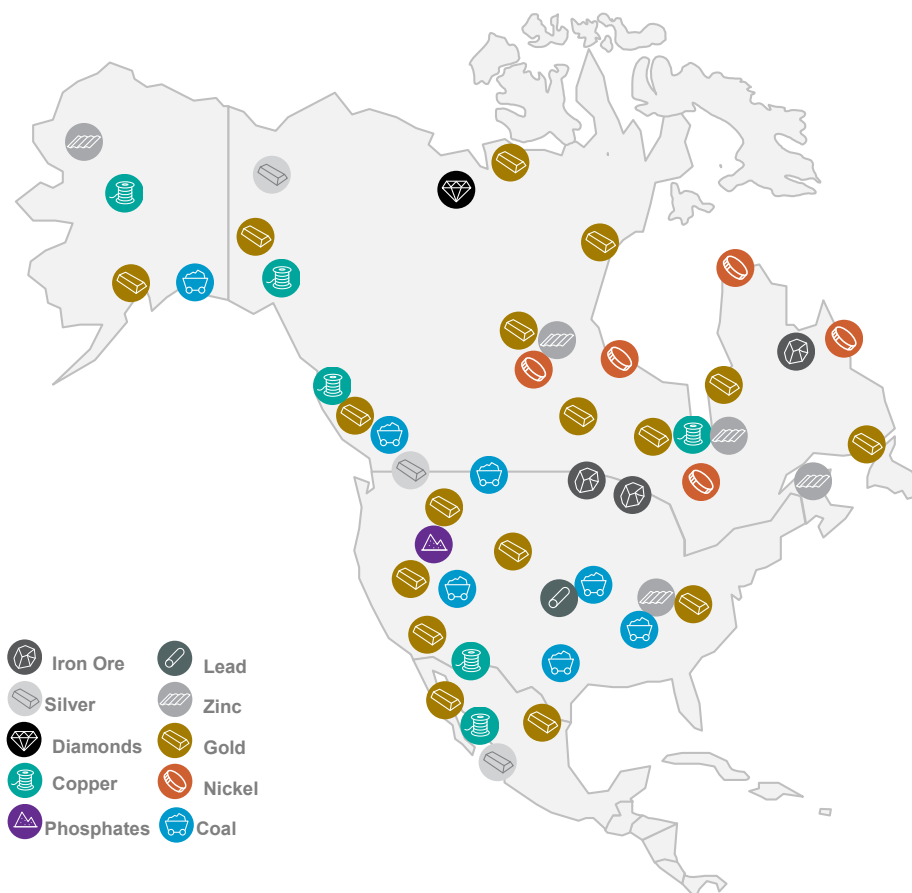 Iron Ore
Lead
Silver
Zinc
Diamonds
Gold
Copper
Nickel
Phosphates
Coal